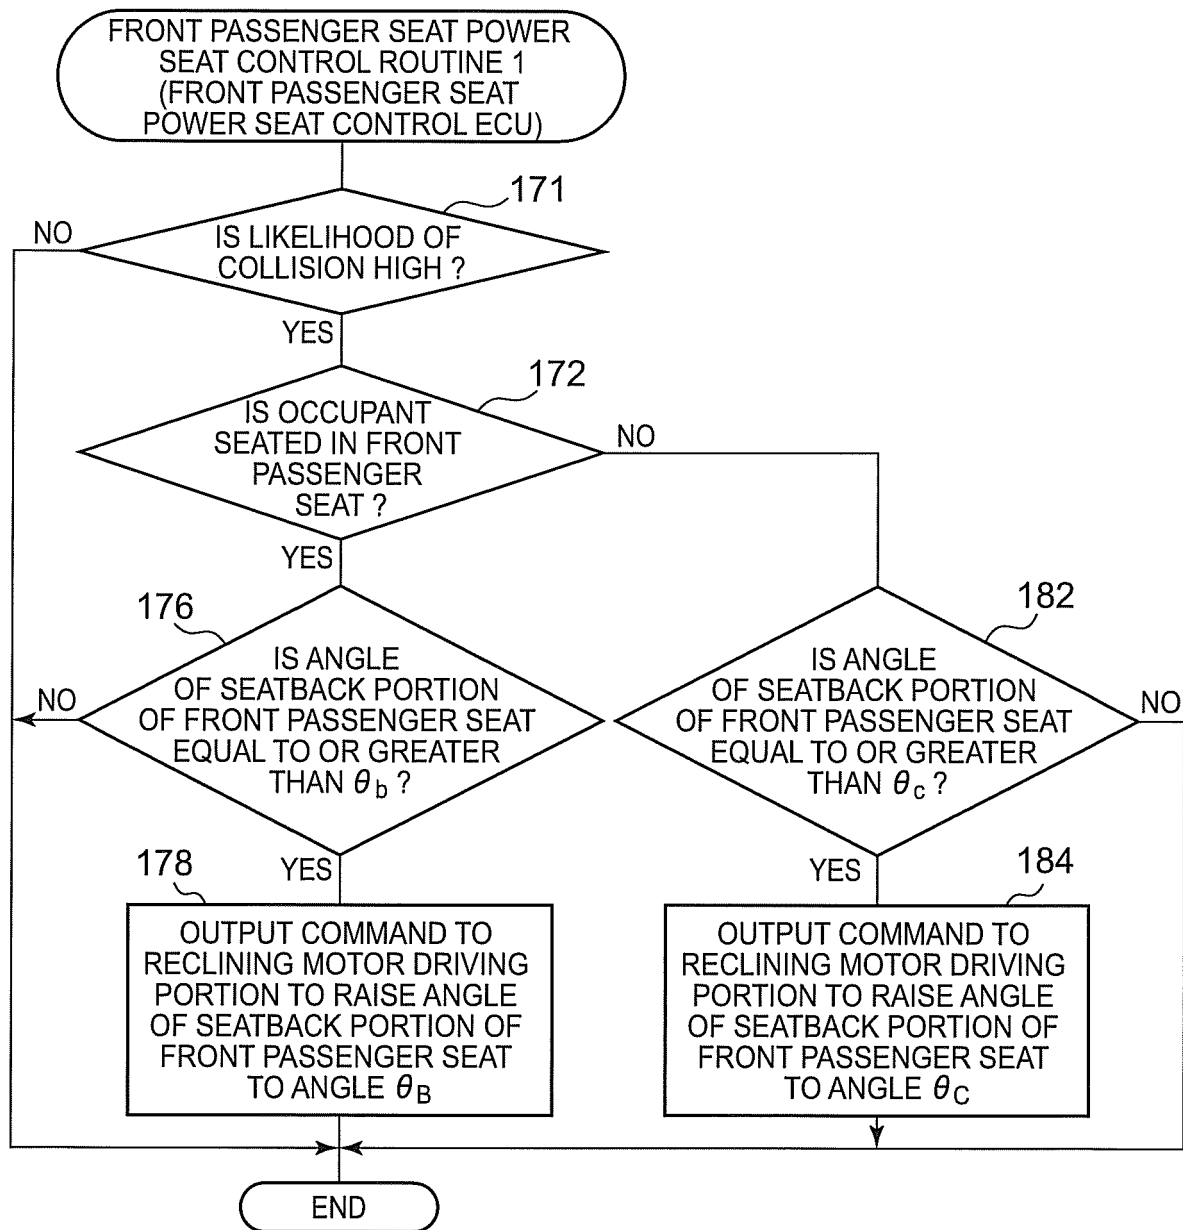 FRONT PASSENGER SEAT POWER
SEAT CONTROL ROUTINE 1
(FRONT PASSENGER SEAT
POWER SEAT CONTROL ECU)
171
NO
IS LIKELIHOOD OF
COLLISION HIGH ?
YES
172
IS OCCUPANT
SEATED IN FRONT
PASSENGER
SEAT ?
NO
YES
176
IS ANGLE
OF SEATBACK PORTION
OF FRONT PASSENGER SEAT
EQUAL TO OR GREATER
THAN θb ?
NO
YES
182
IS ANGLE
OF SEATBACK PORTION
OF FRONT PASSENGER SEAT
EQUAL TO OR GREATER
THAN θc ?
NO
YES
178
OUTPUT COMMAND TO
RECLINING MOTOR DRIVING
PORTION TO RAISE ANGLE
OF SEATBACK PORTION OF
FRONT PASSENGER SEAT
TO ANGLE θB
184
OUTPUT COMMAND TO
RECLINING MOTOR DRIVING
PORTION TO RAISE ANGLE
OF SEATBACK PORTION OF
FRONT PASSENGER SEAT
TO ANGLE θC
END